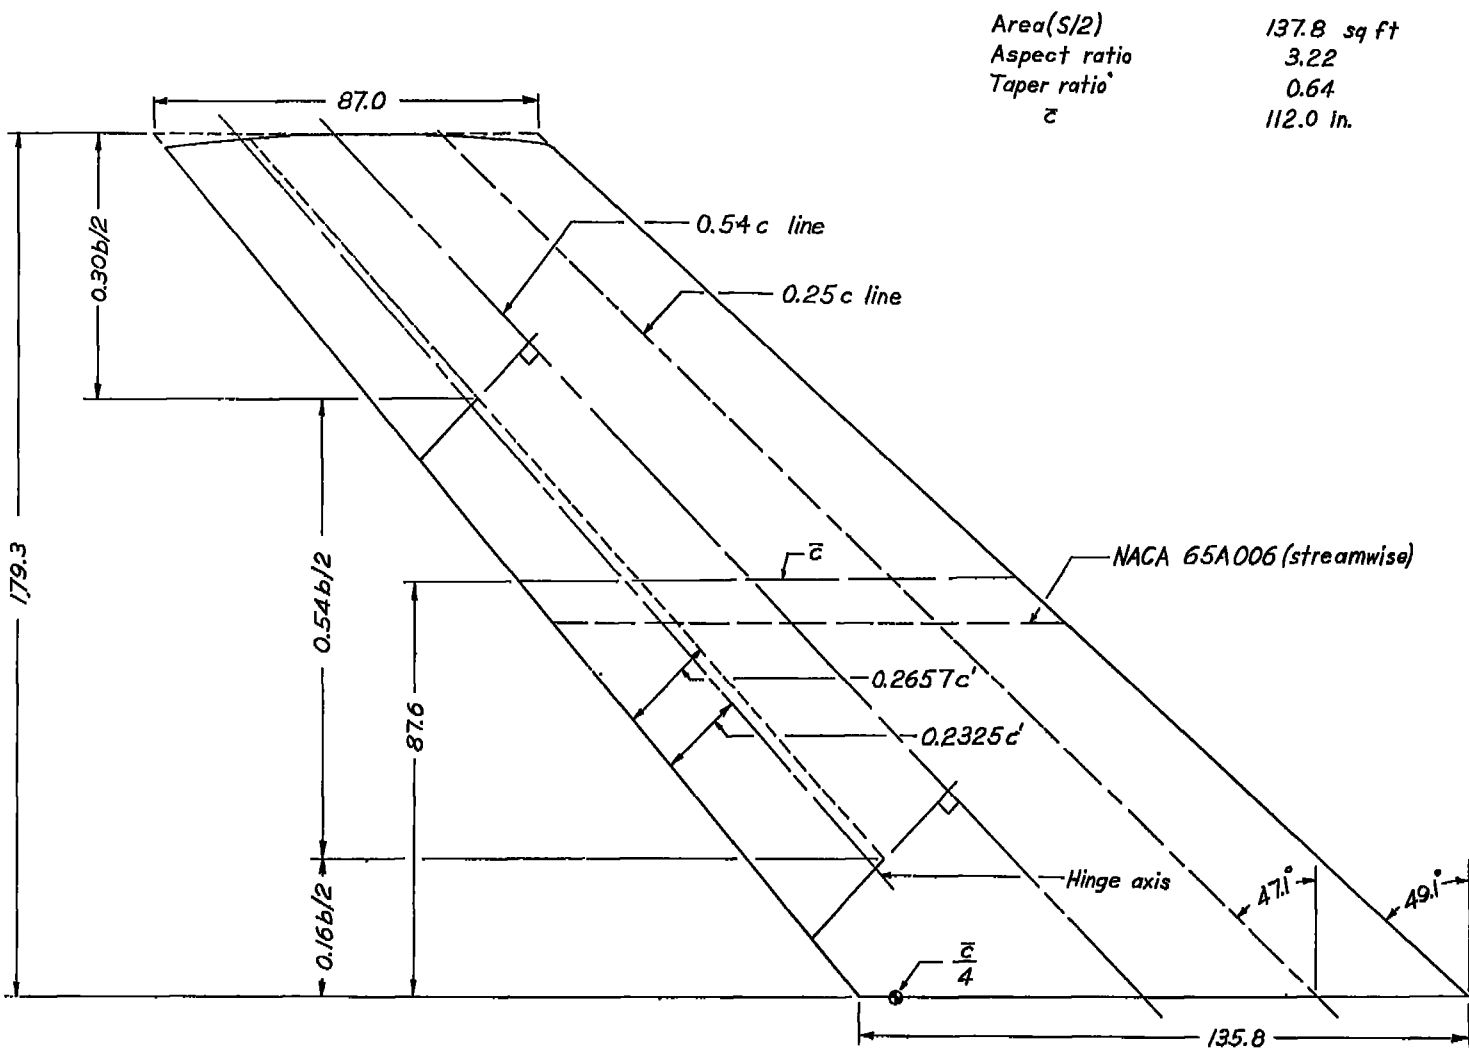 Area(S/2) 137.8 sq ft
Aspect ratio 3.22
Taper ratio 0.64
c̄ 112.0 in.
87.0
0.54c line
0.30b/2
0.25c line
179.3
0.54b/2
c̄
NACA 65A006 (streamwise)
87.6
0.2657c'
0.2325c'
Hinge axis
47.1°
49.1°
0.16b/2
c̄
4
135.8